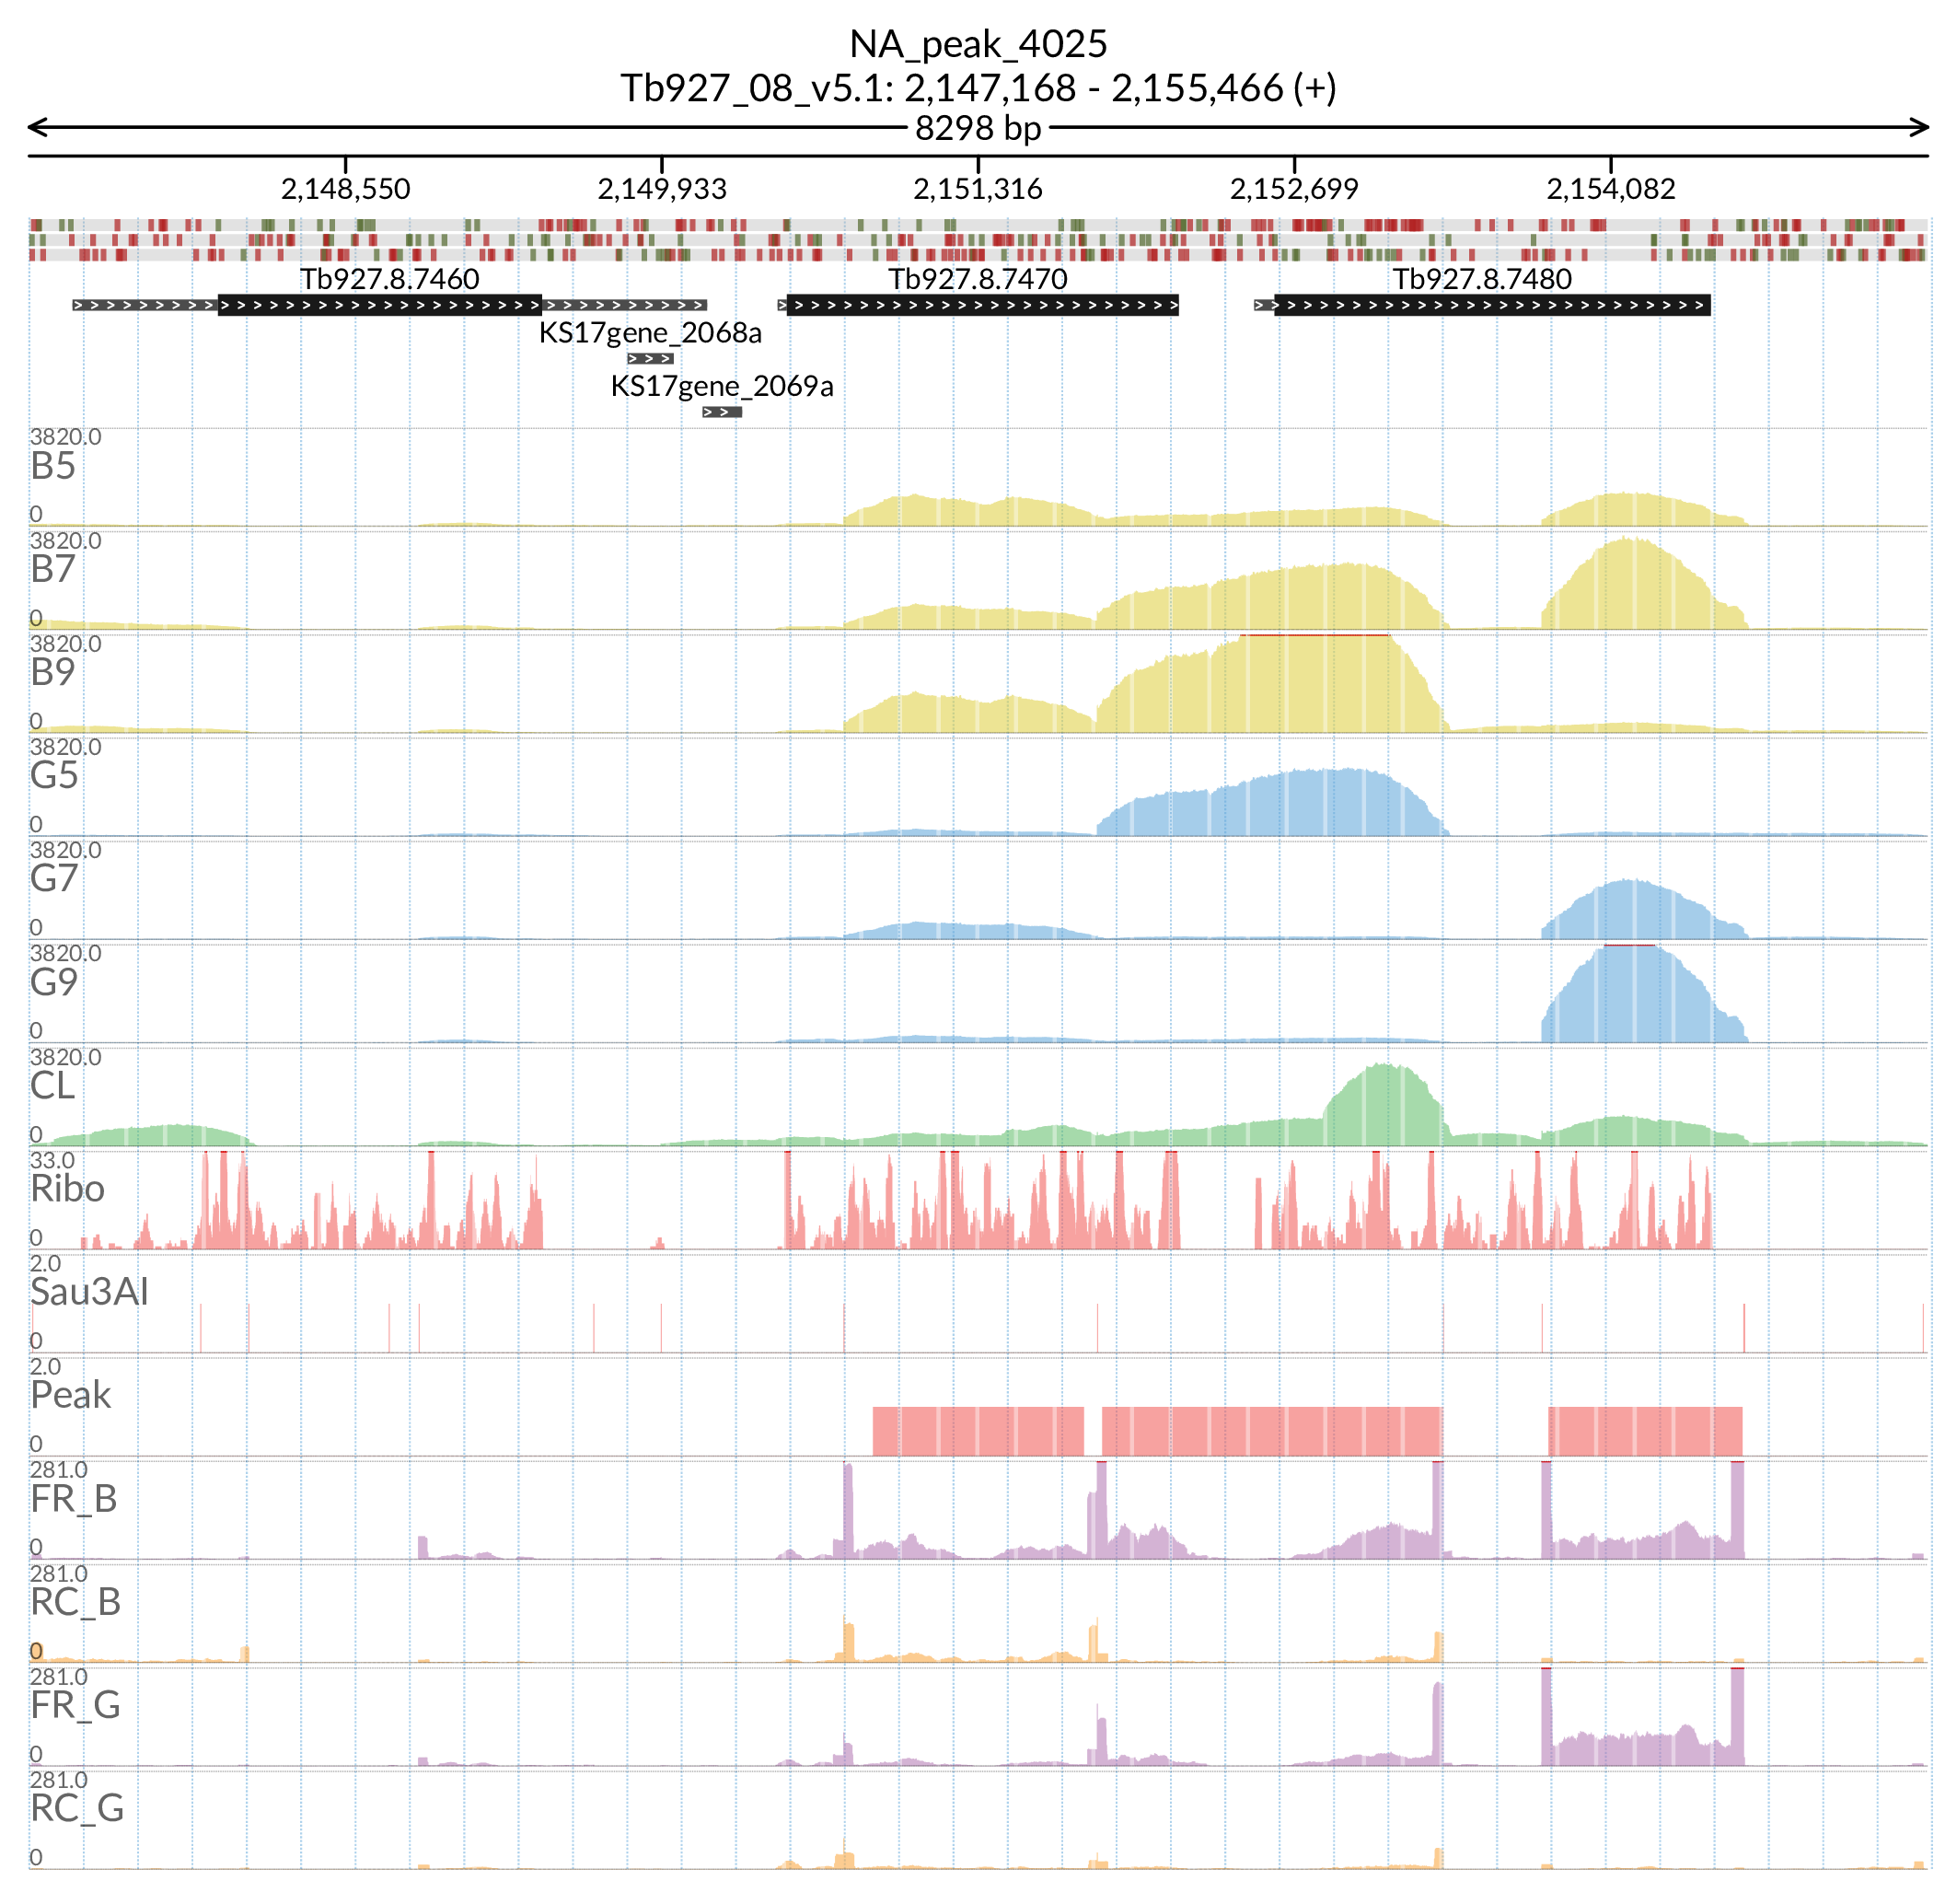 NA_peak_4025
Tb927_08_v5.1: 2,147,168 - 2,155,466 (+)
8298 bp
2,148,550 2,149,933 2,151,316 2,152,699 2,154,082
Tb927.8.7460 Tb927.8.7470 Tb927.8.7480
KS17gene_2068a
KS17gene_2069a
3820.0
B5
0
3820.0
B7
0
3820.0
B9
0
3820.0
G5
0
3820.0
G7
0
3820.0
G9
0
3820.0
CL
0
33.0
Ribo
0
2.0
Sau3AI
0
2.0
Peak
0
281.0
FR_B
0
281.0
RC_B
0
281.0
FR_G
0
281.0
RC_G
0